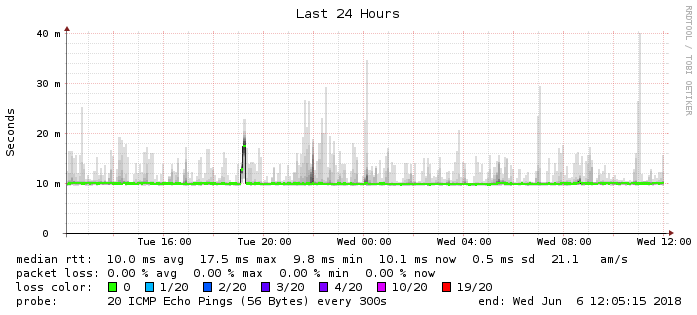 Last 24 Hours
RRDTOOL / TOBI OETIKER
Seconds
40 m
30 m
20 m
10 m
0
Tue 16:00 Tue 20:00 Wed 00:00 Wed 04:00 Wed 08:00 Wed 12:00
median rtt: 10.0 ms avg 17.5 ms max 9.8 ms min 10.1 ms now 0.5 ms sd 21.1 am/s
packet loss: 0.00 % avg 0.00 % max 0.00 % min 0.00 % now
loss color: 0 1/20 2/20 3/20 4/20 10/20 19/20
probe: 20 ICMP Echo Pings (56 Bytes) every 300s end: Wed Jun 6 12:05:15 2018